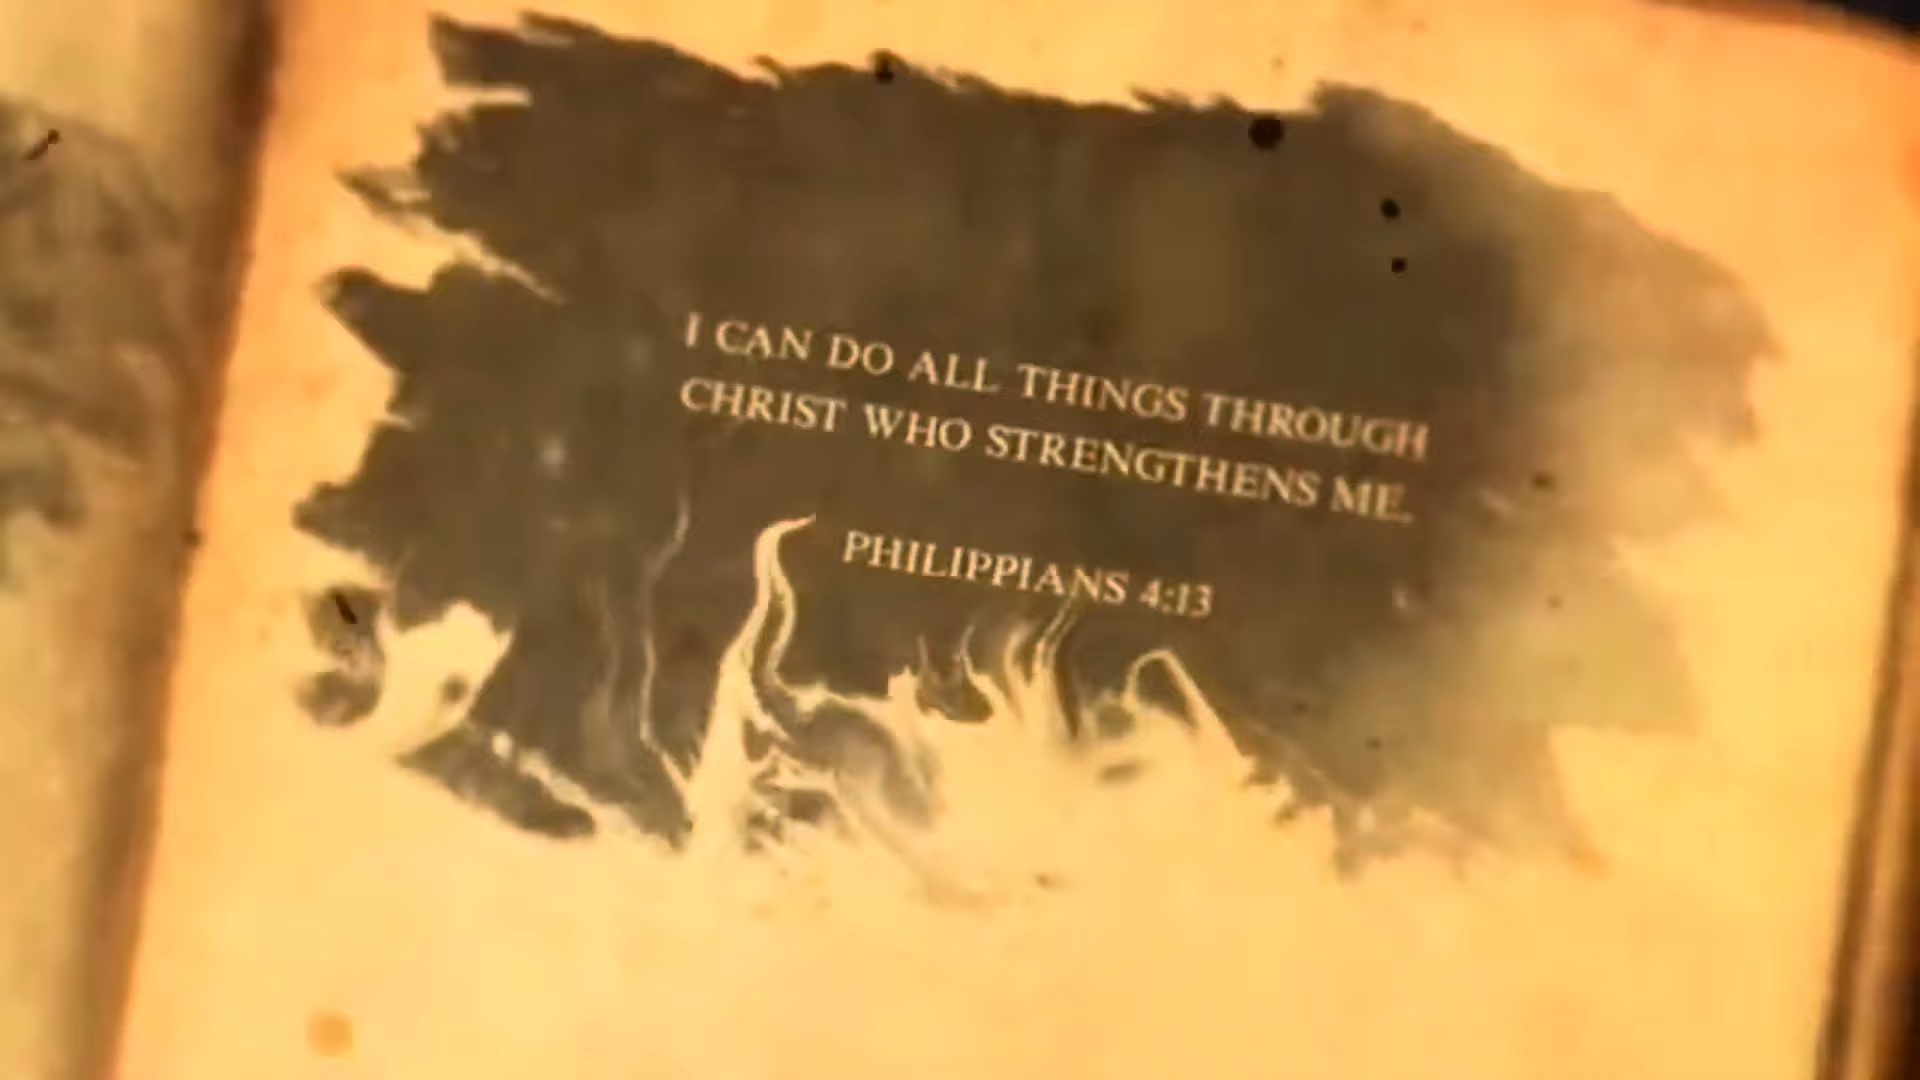 I CAN DO ALL THINGS THROUGH
CHRIST WHO STRENGTHENS ME.
PHILIPPIANS 4:13